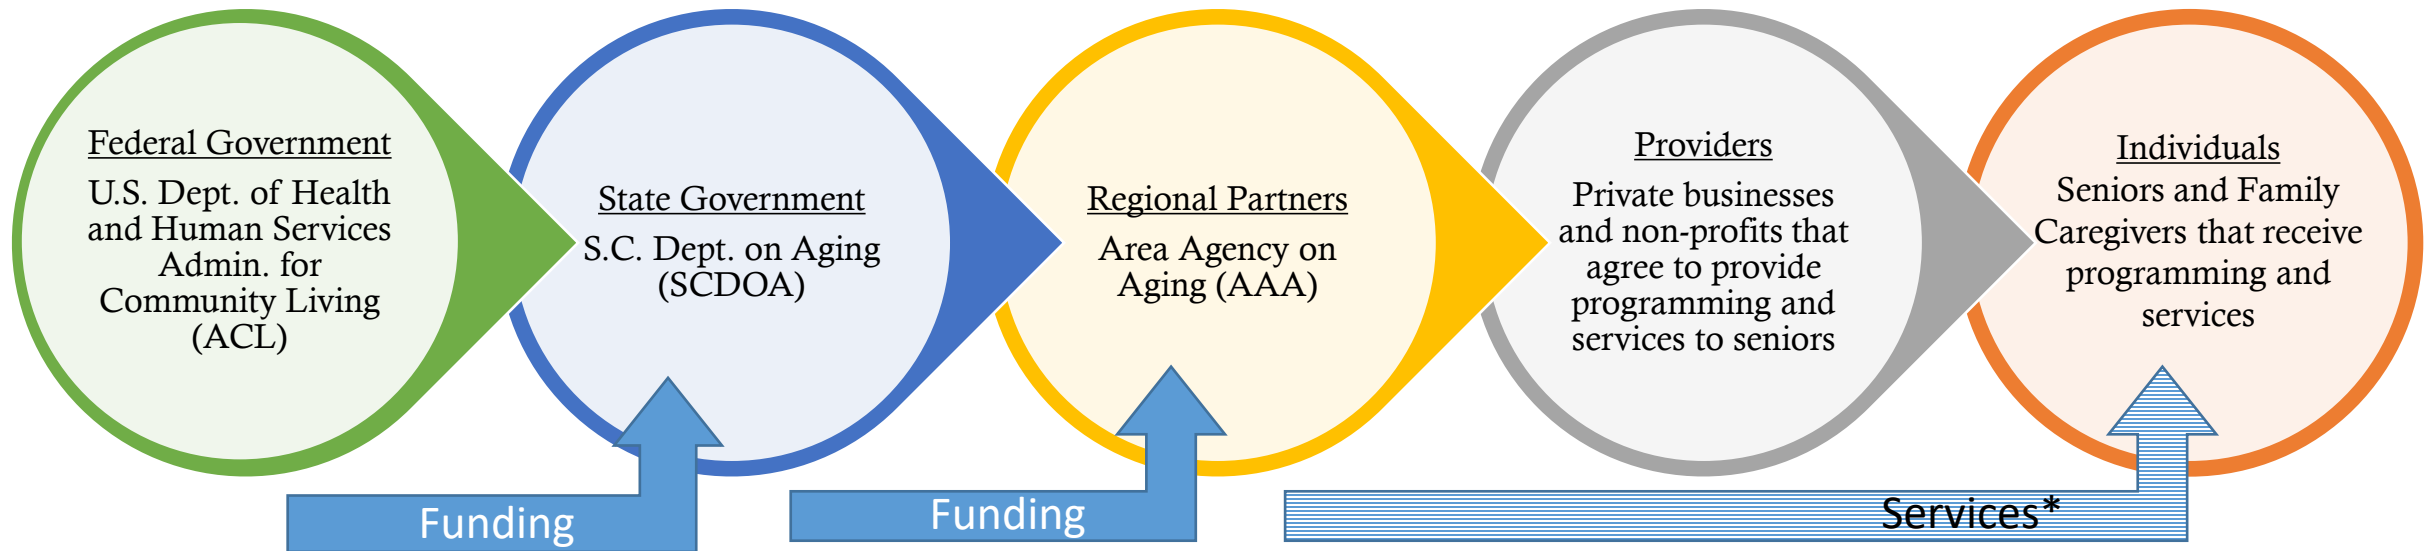 Federal Government
U.S. Dept. of Health
and Human Services
Admin. for
Community Living
(ACL)
State Government
S.C. Dept. on Aging
(SCDOA)
Regional Partners
Area Agency on
Aging (AAA)
Providers
Private businesses
and non-profits that
agree to provide
programming and
services to seniors
Individuals
Seniors and Family
Caregivers that receive
programming and
services
Funding
Funding
Services*